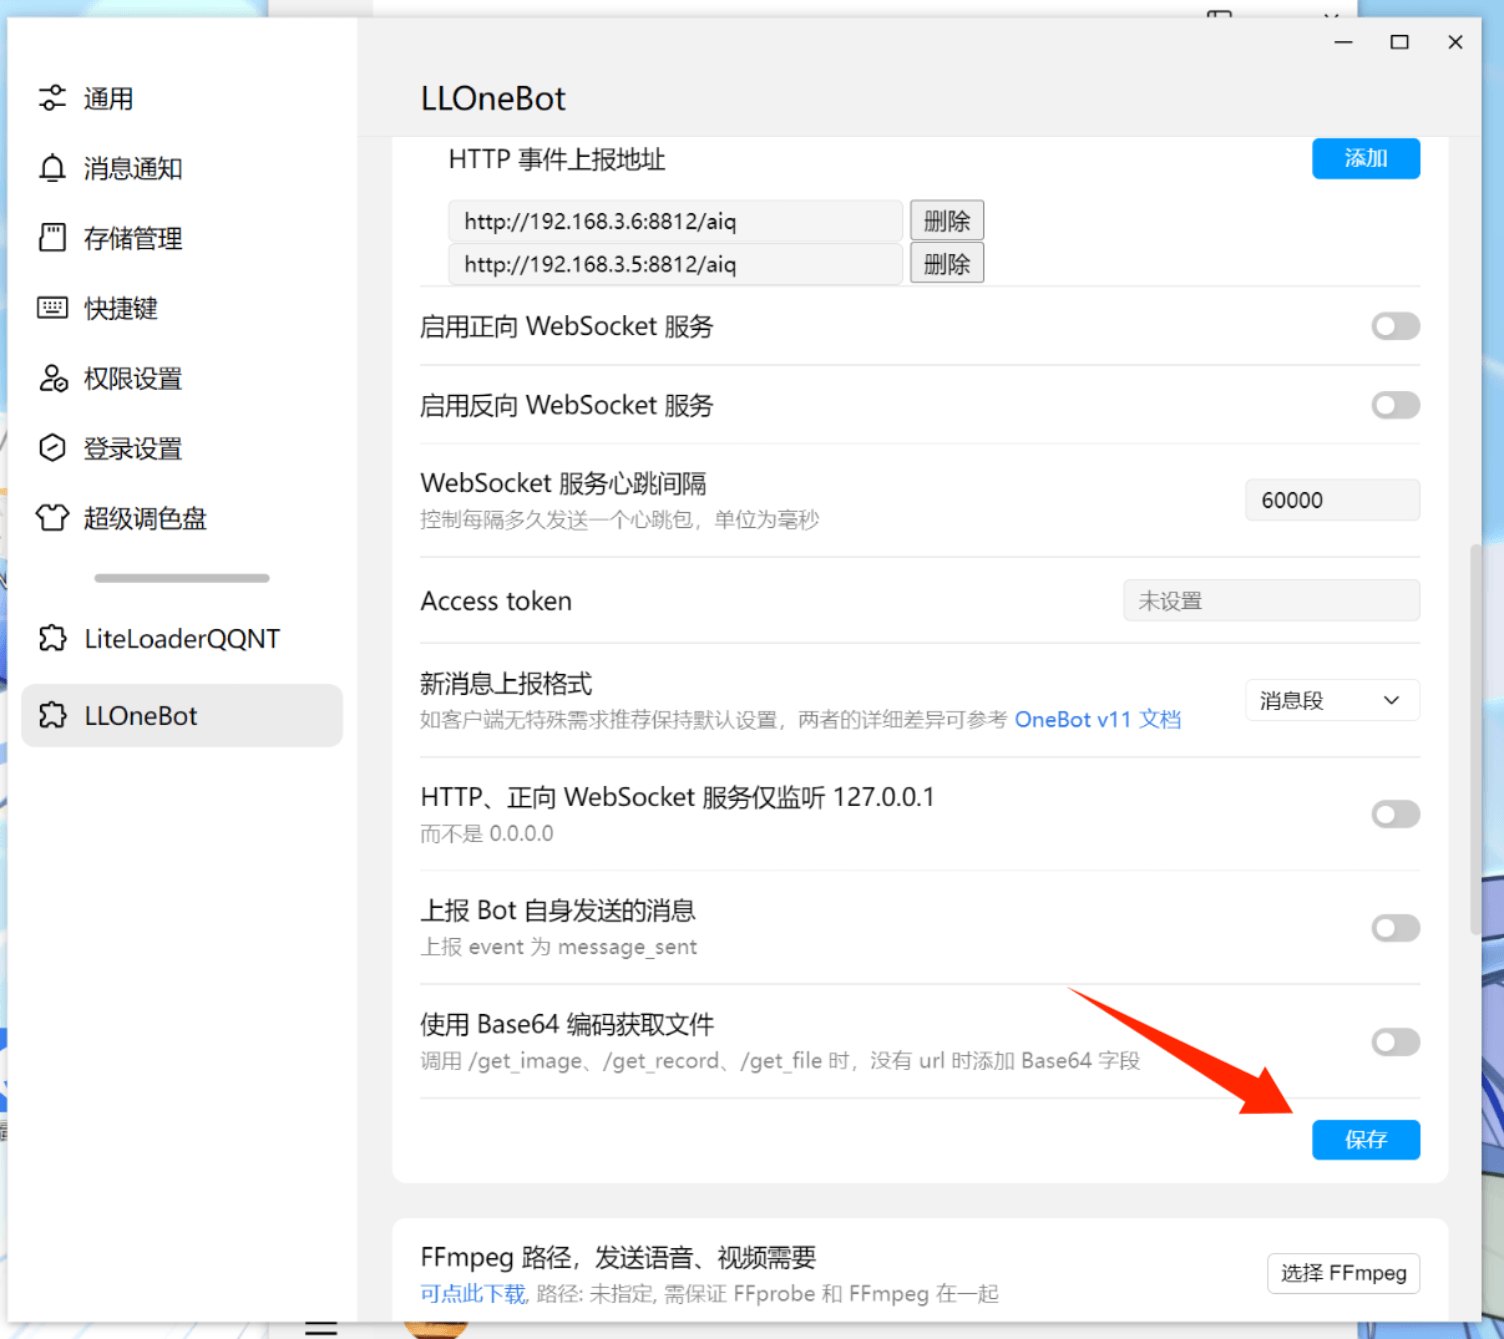 通用
消息通知
存储管理
快捷键
权限设置
登录设置
超级调色盘
LiteLoaderQQNT
LLOneBot
LLOneBot
HTTP 事件上报地址
添加
http://192.168.3.6:8812/aiq
删除
http://192.168.3.5:8812/aiq
删除
启用正向 WebSocket 服务
启用反向 WebSocket 服务
WebSocket 服务心跳间隔
控制每隔多久发送一个心跳包，单位为毫秒
60000
Access token
未设置
新消息上报格式
如客户端无特殊需求推荐保持默认设置，两者的详细差异可参考 OneBot v11 文档
消息段
HTTP、正向 WebSocket 服务仅监听 127.0.0.1
而不是 0.0.0.0
上报 Bot 自身发送的消息
上报 event 为 message_sent
使用 Base64 编码获取文件
调用 /get_image、/get_record、/get_file 时，没有 url 时添加 Base64 字段
保存
FFmpeg 路径，发送语音、视频需要
可点此下载, 路径: 未指定, 需保证 FFprobe 和 FFmpeg 在一起
选择 FFmpeg